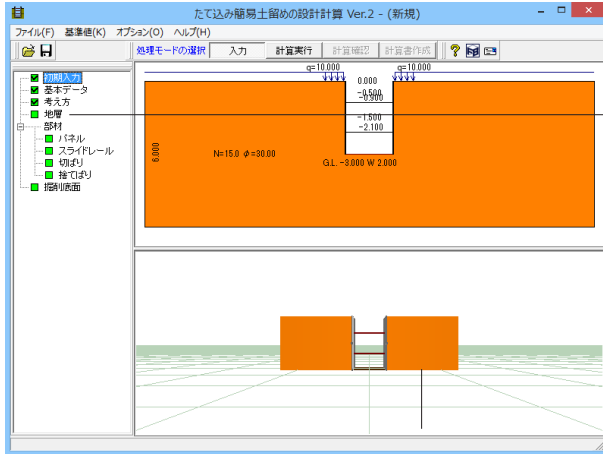 たて込み簡易土留めの設計計算 Ver.2 - (新規)
ファイル(F) 基準値(K) オプション(O) ヘルプ(H)
処理モードの選択 入力 計算実行 計算確認 計算書作成
初期入力
基本データ
考え方
地層
部材
パネル
スライドレール
切ばり
捨てばり
掘削底面
q=10.000 q=10.000
0.000
-0.500
-0.900
-1.500
-2.100
6.000
N=15.0 φ=30.00
G.L. -3.000 W 2.000